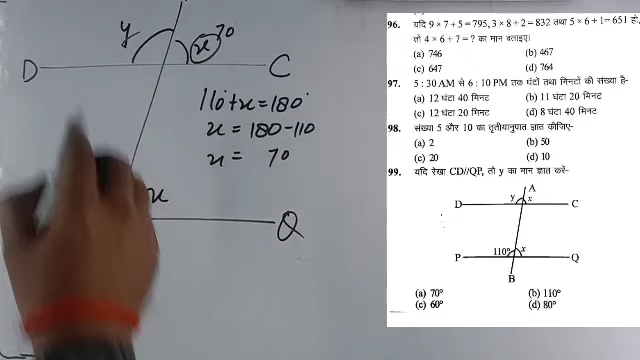 y
x 70
D
C
110° + x = 180°
x = 180 - 110
x = 70
x
Q
96. यदि 9 × 7 + 5 = 795, 3 × 8 + 2 = 832 तथा 5 × 6 + 1 = 651 हो,
तो 4 × 6 + 7 = ? का मान बताइए।
(a) 746 (b) 467
(c) 647 (d) 764
97. 5 : 30 AM से 6 : 10 PM तक घंटों तथा मिनटों की संख्या है-
(a) 12 घंटा 40 मिनट (b) 11 घंटा 20 मिनट
(c) 12 घंटा 20 मिनट (d) 8 घंटा 40 मिनट
98. संख्या 5 और 10 का तृतीयानुपात ज्ञात कीजिए-
(a) 2 (b) 50
(c) 20 (d) 10
99. यदि रेखा CD//QP, तो y का मान ज्ञात करें-
A
D y x C
110° x
P Q
B
(a) 70° (b) 110°
(c) 60° (d) 80°